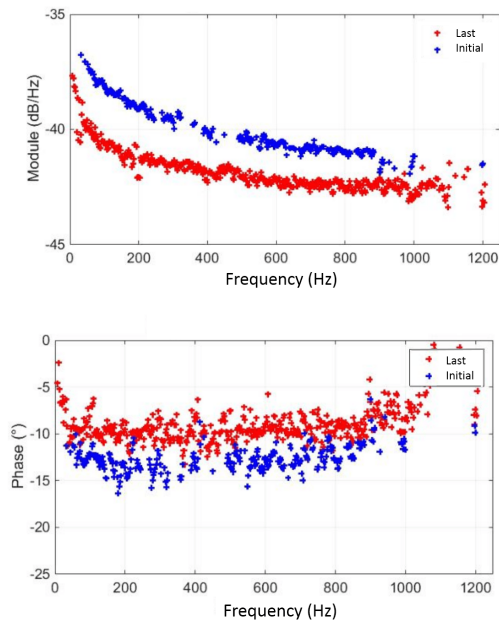 -35
-40
-45
Module (dB/Hz)
Last
Initial
0 200 400 600 800 1000 1200
Frequency (Hz)
0
-5
-10
-15
-20
-25
Phase (°)
Last
Initial
0 200 400 600 800 1000 1200
Frequency (Hz)